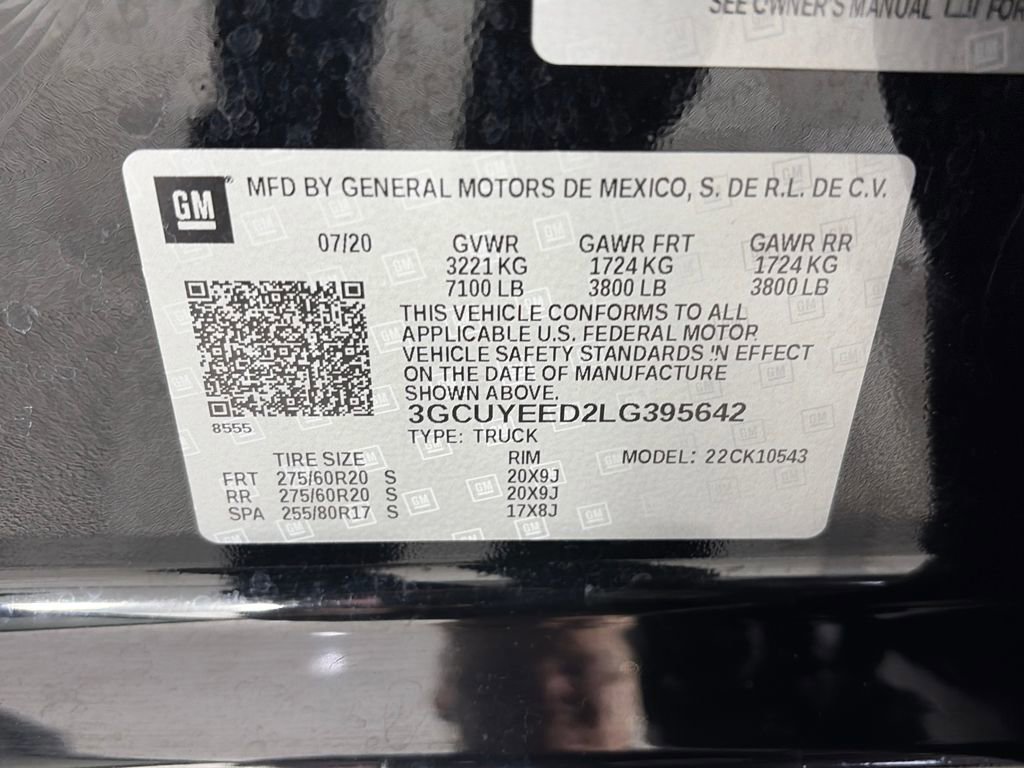 SEE OWNER'S MANUAL FOR
GM
MFD BY GENERAL MOTORS DE MEXICO, S. DE R.L. DE C.V.
07/20 GVWR GAWR FRT GAWR RR
3221 KG 1724 KG 1724 KG
7100 LB 3800 LB 3800 LB
THIS VEHICLE CONFORMS TO ALL
APPLICABLE U.S. FEDERAL MOTOR
VEHICLE SAFETY STANDARDS IN EFFECT
ON THE DATE OF MANUFACTURE
SHOWN ABOVE.
8555
3GCUYEED2LG395642
TYPE: TRUCK
TIRE SIZE RIM MODEL: 22CK10543
FRT 275/60R20 S 20X9J
RR 275/60R20 S 20X9J
SPA 255/80R17 S 17X8J